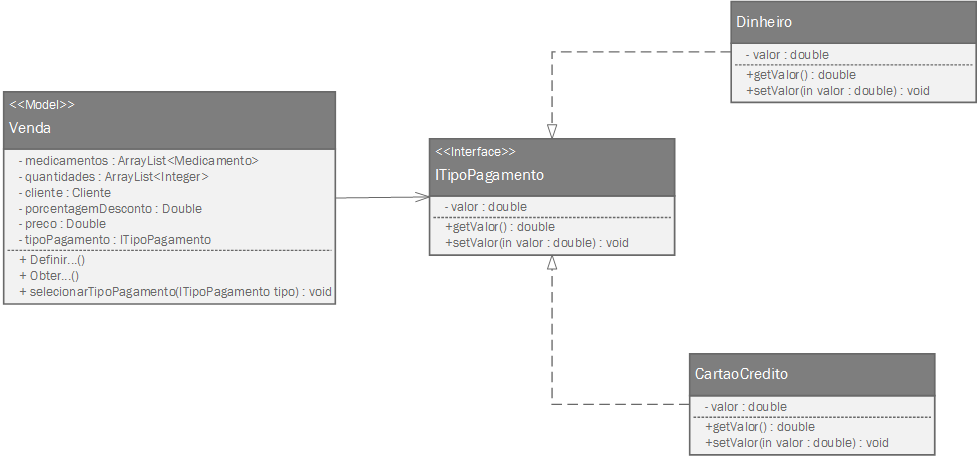 <<Model>>
Venda
- medicamentos : ArrayList<Medicamento>
- quantidades : ArrayList<Integer>
- cliente : Cliente
- porcentagemDesconto : Double
- preco : Double
- tipoPagamento : ITipoPagamento
+ Definir...()
+ Obter...()
+ selecionarTipoPagamento(ITipoPagamento tipo) : void
<<Interface>>
ITipoPagamento
- valor : double
+getValor() : double
+setValor(in valor : double) : void
Dinheiro
- valor : double
+getValor() : double
+setValor(in valor : double) : void
CartaoCredito
- valor : double
+getValor() : double
+setValor(in valor : double) : void